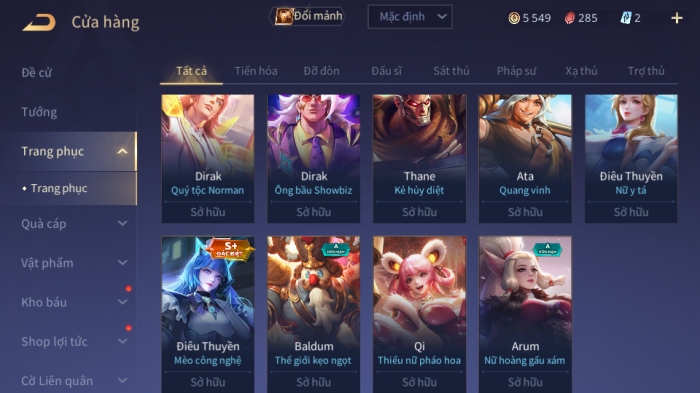 Cửa hàng
Đổi mảnh
Mặc định
5 549
285
2
Đề cử
Tướng
Trang phục
Trang phục
Quà cáp
Vật phẩm
Kho báu
Shop lợi tức
Cờ Liên quân
Tất cả
Tiến hóa
Đỡ đòn
Đấu sĩ
Sát thủ
Pháp sư
Xạ thủ
Trợ thủ
Dirak
Quý tộc Norman
Sở hữu
Dirak
Ông bầu Showbiz
Sở hữu
Thane
Kẻ hủy diệt
Sở hữu
Ata
Quang vinh
Sở hữu
Điêu Thuyền
Nữ y tá
Sở hữu
S+
ĐẶC BIỆT
Điêu Thuyền
Mèo công nghệ
Sở hữu
A
HỮU HẠN
Baldum
Thế giới kẹo ngọt
Sở hữu
Qi
Thiếu nữ pháo hoa
Sở hữu
A
HỮU HẠN
Arum
Nữ hoàng gấu xám
Sở hữu